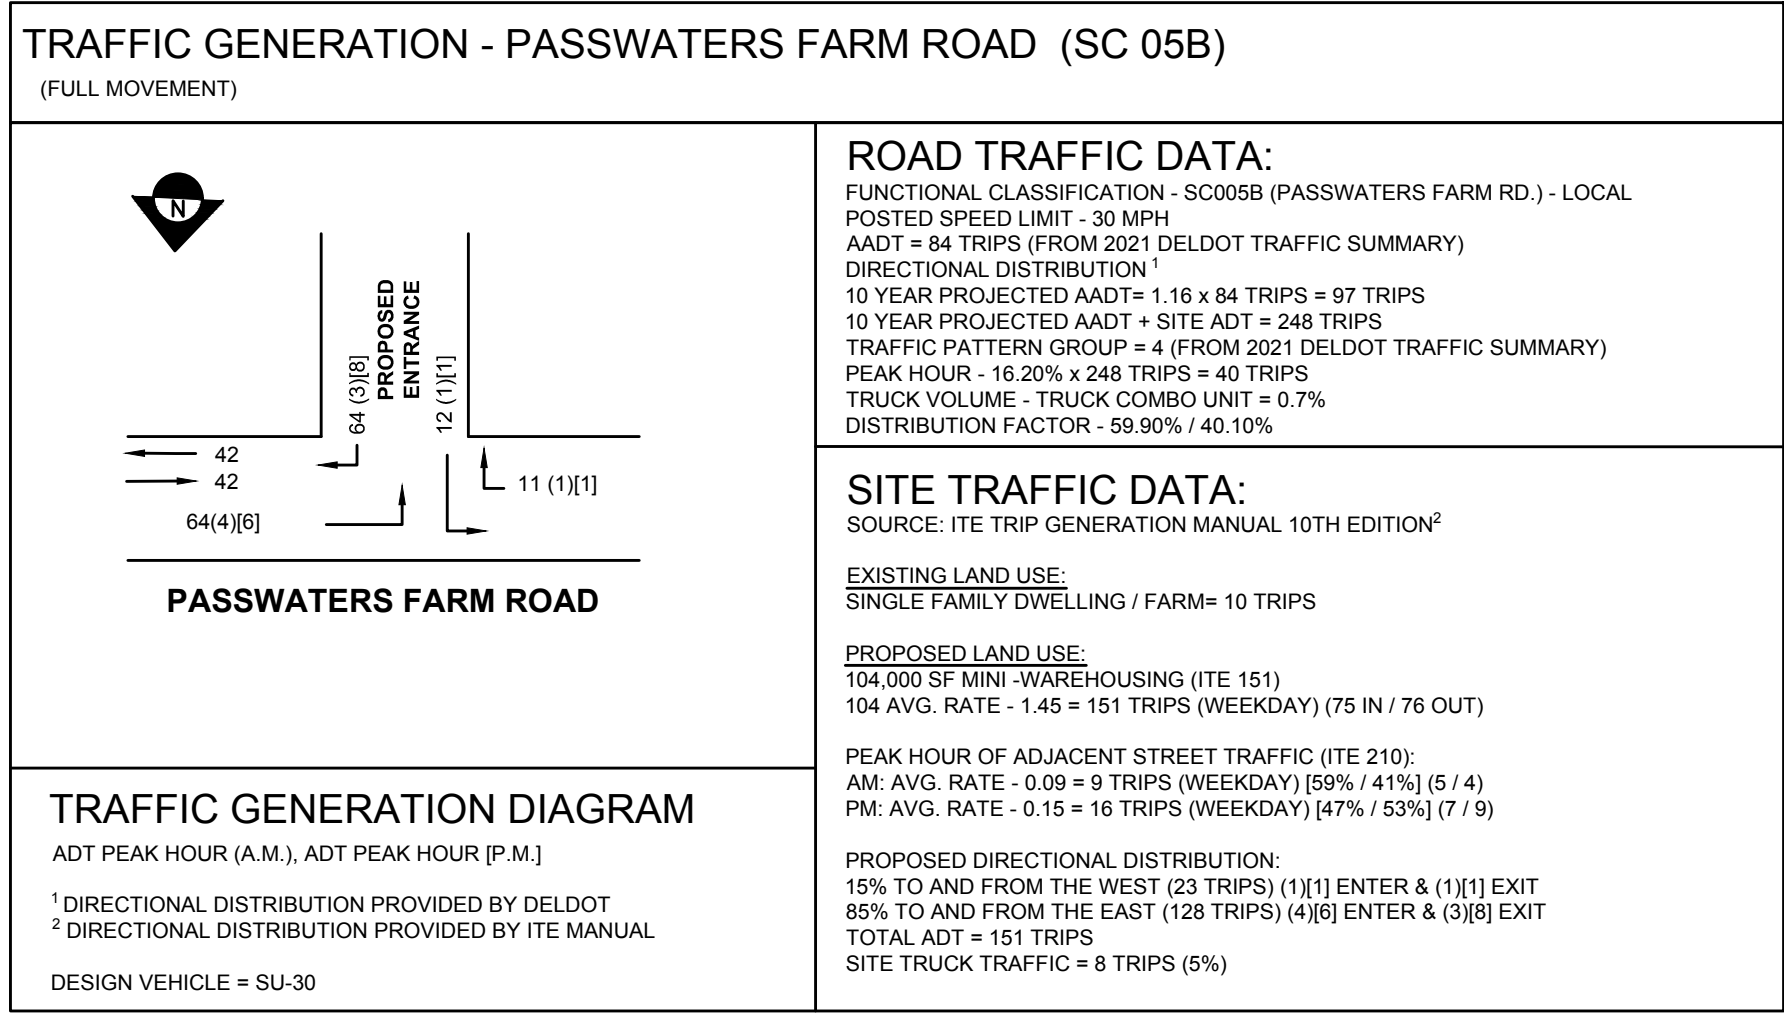 TRAFFIC GENERATION - PASSWATERS FARM ROAD (SC 05B)
(FULL MOVEMENT)
N
PROPOSED
ENTRANCE
64 (3)[8]
12 (1)[1]
42
42
64(4)[6]
11 (1)[1]
PASSWATERS FARM ROAD
TRAFFIC GENERATION DIAGRAM
ADT PEAK HOUR (A.M.), ADT PEAK HOUR [P.M.]
1 DIRECTIONAL DISTRIBUTION PROVIDED BY DELDOT
2 DIRECTIONAL DISTRIBUTION PROVIDED BY ITE MANUAL
DESIGN VEHICLE = SU-30
ROAD TRAFFIC DATA:
FUNCTIONAL CLASSIFICATION - SC005B (PASSWATERS FARM RD.) - LOCAL
POSTED SPEED LIMIT - 30 MPH
AADT = 84 TRIPS (FROM 2021 DELDOT TRAFFIC SUMMARY)
DIRECTIONAL DISTRIBUTION 1
10 YEAR PROJECTED AADT= 1.16 x 84 TRIPS = 97 TRIPS
10 YEAR PROJECTED AADT + SITE ADT = 248 TRIPS
TRAFFIC PATTERN GROUP = 4 (FROM 2021 DELDOT TRAFFIC SUMMARY)
PEAK HOUR - 16.20% x 248 TRIPS = 40 TRIPS
TRUCK VOLUME - TRUCK COMBO UNIT = 0.7%
DISTRIBUTION FACTOR - 59.90% / 40.10%
SITE TRAFFIC DATA:
SOURCE: ITE TRIP GENERATION MANUAL 10TH EDITION2
EXISTING LAND USE:
SINGLE FAMILY DWELLING / FARM= 10 TRIPS
PROPOSED LAND USE:
104,000 SF MINI -WAREHOUSING (ITE 151)
104 AVG. RATE - 1.45 = 151 TRIPS (WEEKDAY) (75 IN / 76 OUT)
PEAK HOUR OF ADJACENT STREET TRAFFIC (ITE 210):
AM: AVG. RATE - 0.09 = 9 TRIPS (WEEKDAY) [59% / 41%] (5 / 4)
PM: AVG. RATE - 0.15 = 16 TRIPS (WEEKDAY) [47% / 53%] (7 / 9)
PROPOSED DIRECTIONAL DISTRIBUTION:
15% TO AND FROM THE WEST (23 TRIPS) (1)[1] ENTER & (1)[1] EXIT
85% TO AND FROM THE EAST (128 TRIPS) (4)[6] ENTER & (3)[8] EXIT
TOTAL ADT = 151 TRIPS
SITE TRUCK TRAFFIC = 8 TRIPS (5%)